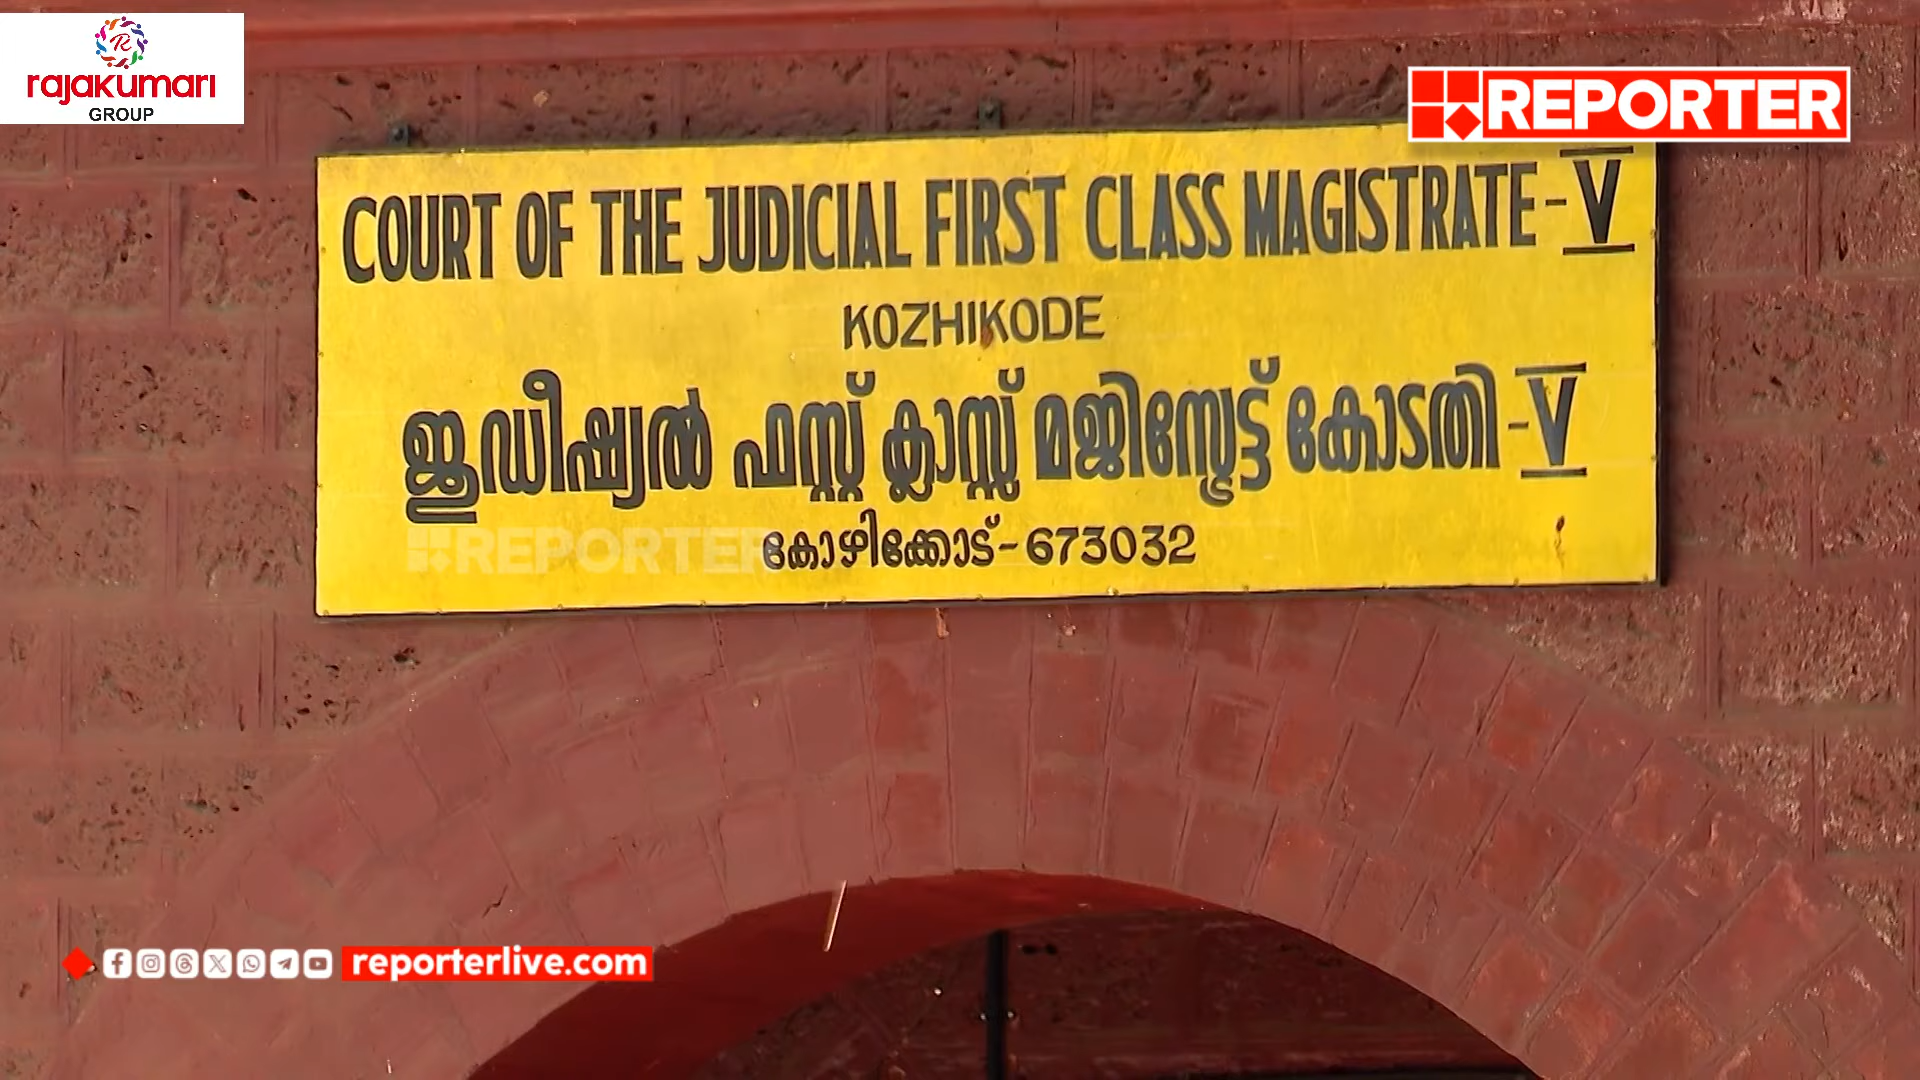 rajakumari
GROUP
REPORTER
COURT OF THE JUDICIAL FIRST CLASS MAGISTRATE-V
KOZHIKODE
ജുഡീഷ്യൽ ഫസ്റ്റ് ക്ലാസ്സ് മജിസ്ട്രേട്ട് കോടതി-V
REPORTER
കോഴിക്കോട്-673032
reporterlive.com